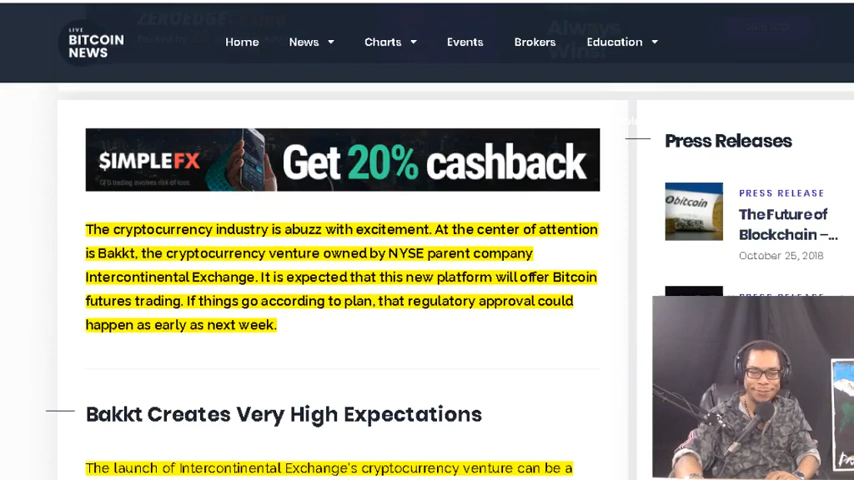 LIVE
BITCOIN
NEWS
Home
News
Charts
Events
Brokers
Education
$IMPLEFX
Get 20% cashback
CFD trading involves risk of loss.
The cryptocurrency industry is abuzz with excitement. At the center of attention
is Bakkt, the cryptocurrency venture owned by NYSE parent company
Intercontinental Exchange. It is expected that this new platform will offer Bitcoin
futures trading. If things go according to plan, that regulatory approval could
happen as early as next week.
Bakkt Creates Very High Expectations
The launch of Intercontinental Exchange's cryptocurrency venture can be a
Press Releases
bitcoin
PRESS RELEASE
The Future of
Blockchain –...
October 25, 2018
PRESS RELEASE